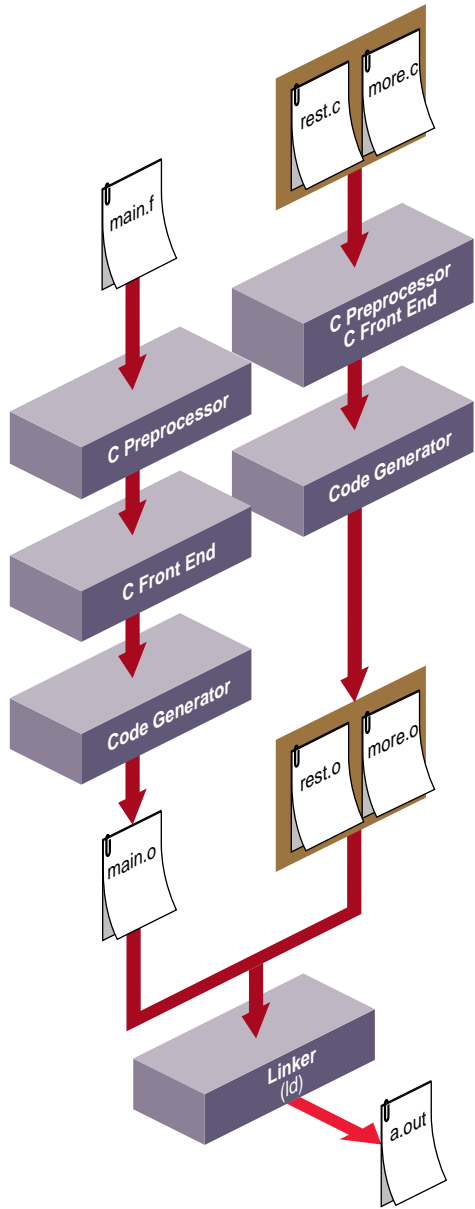 rest.c
more.c
main.f
C Preprocessor
C Front End
C Preprocessor
Code Generator
C Front End
Code Generator
rest.o
more.o
main.o
Linker
(ld)
a.out